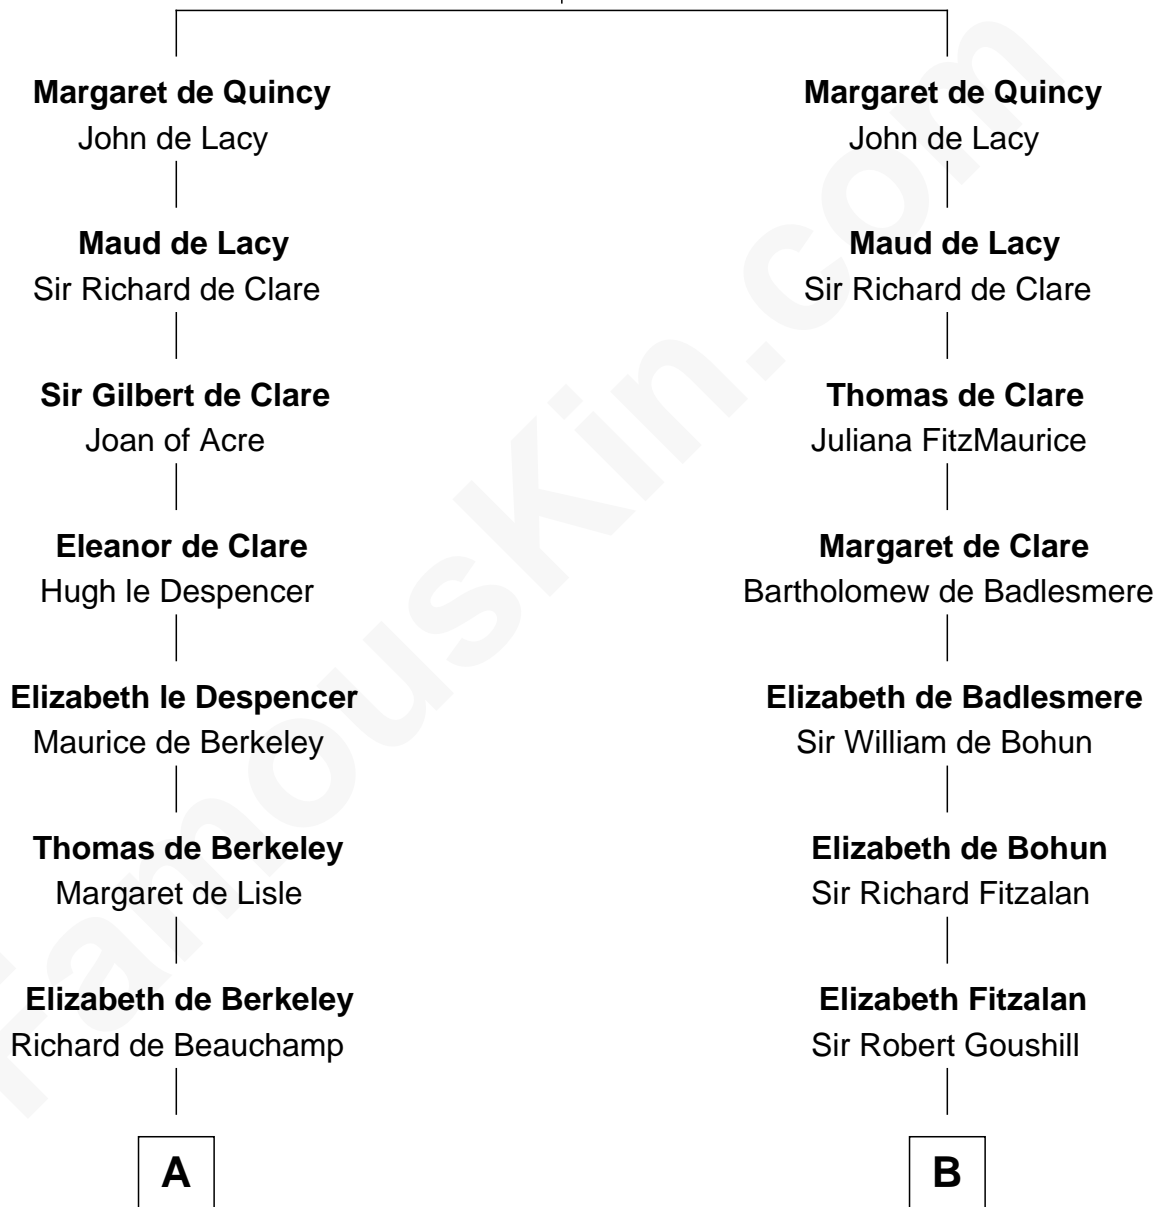 Margaret de Quincy
John de Lacy
Maud de Lacy
Sir Richard de Clare
Sir Gilbert de Clare
Joan of Acre
Eleanor de Clare
Hugh le Despencer
Elizabeth le Despencer
Maurice de Berkeley
Thomas de Berkeley
Margaret de Lisle
Elizabeth de Berkeley
Richard de Beauchamp
A
Margaret de Quincy
John de Lacy
Maud de Lacy
Sir Richard de Clare
Thomas de Clare
Juliana FitzMaurice
Margaret de Clare
Bartholomew de Badlesmere
Elizabeth de Badlesmere
Sir William de Bohun
Elizabeth de Bohun
Sir Richard Fitzalan
Elizabeth Fitzalan
Sir Robert Goushill
B
FamousKin.com